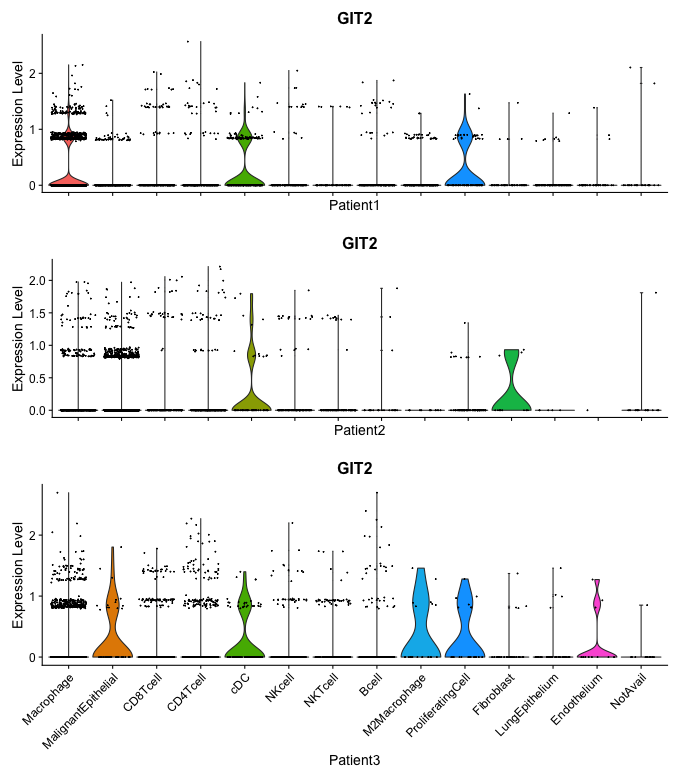 GIT2
Expression Level
2
1
0
Patient1
GIT2
Expression Level
2.0
1.5
1.0
0.5
0.0
Patient2
GIT2
Expression Level
2
1
0
Macrophage
MalignantEpithelial
CD8Tcell
CD4Tcell
cDC
NKcell
NKTcell
Bcell
M2Macrophage
ProliferatingCell
Fibroblast
LungEpithelium
Endothelium
NotAvail
Patient3